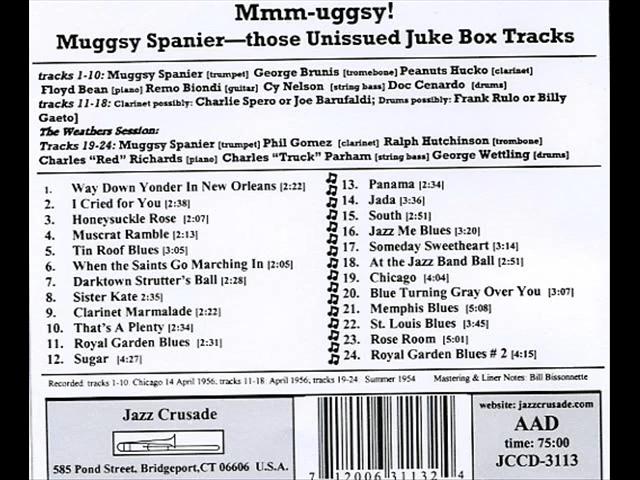 Mmm-uggsy!
Muggsy Spanier—those Unissued Juke Box Tracks
tracks 1-10: Muggsy Spanier [trumpet] George Brunis [tromebone] Peanuts Hucko [clarinet]
Floyd Bean [piano] Remo Biondi [guitar] Cy Nelson [string bass] Doc Cenardo [drums]
tracks 11-18: Clarinet possibly: Charlie Spero or Joe Barufaldi; Drums possibly: Frank Rulo or Billy
Gaeto]
The Weathers Session:
Tracks 19-24: Muggsy Spanier [trumpet] Phil Gomez [clarinet] Ralph Hutchinson [trombone]
Charles "Red" Richards [piano] Charles "Truck" Parham [string bass] George Wettling [drums]
1. Way Down Yonder In New Orleans [2:22]
2. I Cried for You [2:38]
3. Honeysuckle Rose [2:07]
4. Muscrat Ramble [2:13]
5. Tin Roof Blues [3:05]
6. When the Saints Go Marching In [2:05]
7. Darktown Strutter's Ball [2:28]
8. Sister Kate 2:35]
9. Clarinet Marmalade [2:22]
10. That's A Plenty [2:34]
11. Royal Garden Blues [2:31]
12. Sugar [4:27]
13. Panama [2:34]
14. Jada [3:36]
15. South [2:51]
16. Jazz Me Blues [3:20]
17. Someday Sweetheart [3:14]
18. At the Jazz Band Ball [2:51]
19. Chicago [4:04]
20. Blue Turning Gray Over You [3:07]
21. Memphis Blues [5:08]
22. St. Louis Blues [3:45]
23. Rose Room [5:01]
24. Royal Garden Blues # 2 [4:15]
Recorded: tracks 1-10: Chicago 14 April 1956; tracks 11-18: April 1956; tracks 19-24: Summer 1954 Mastering & Liner Notes: Bill Bissonnette
Jazz Crusade
585 Pond Street, Bridgeport,CT 06606 U.S.A.
7 12006 31132 4
website: jazzcrusade.com
AAD
time: 75:00
JCCD-3113